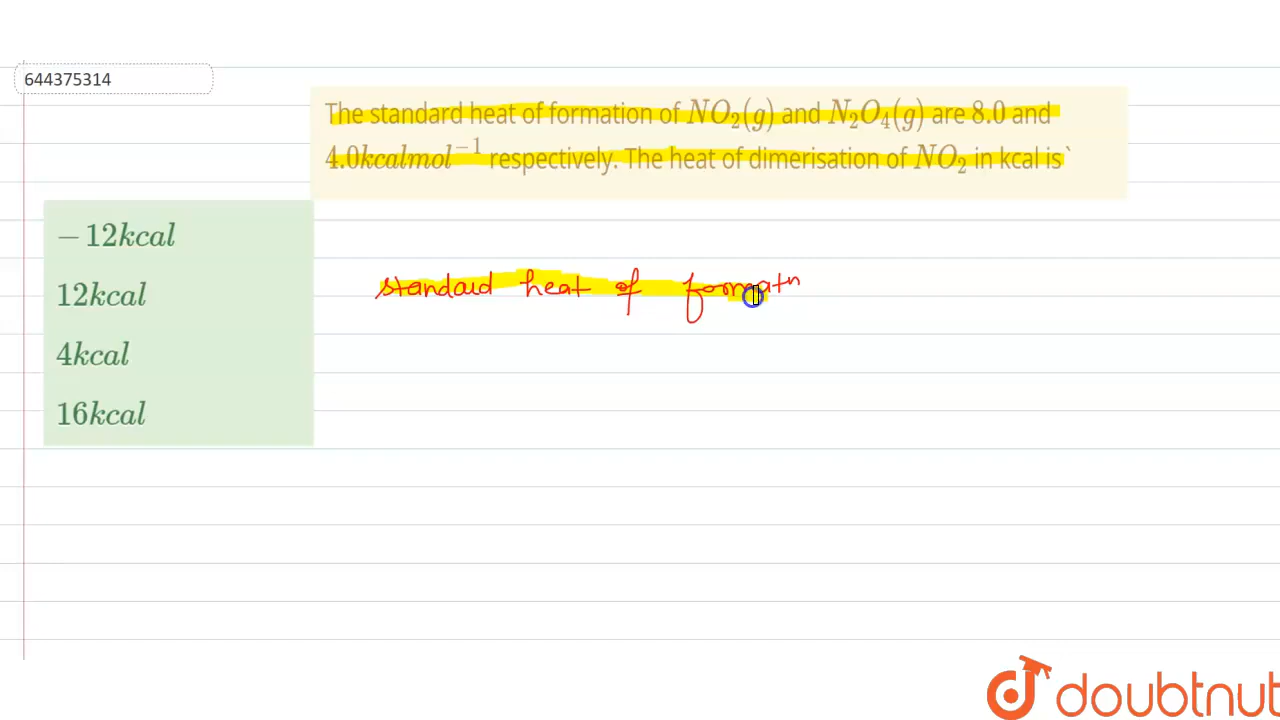 644375314
The standard heat of formation of NO₂(g) and N₂O₄(g) are 8.0 and
4.0kcalmol⁻¹ respectively. The heat of dimerisation of NO₂ in kcal is`
− 12kcal
12kcal
4kcal
16kcal
standard heat of formatn
doubtnut